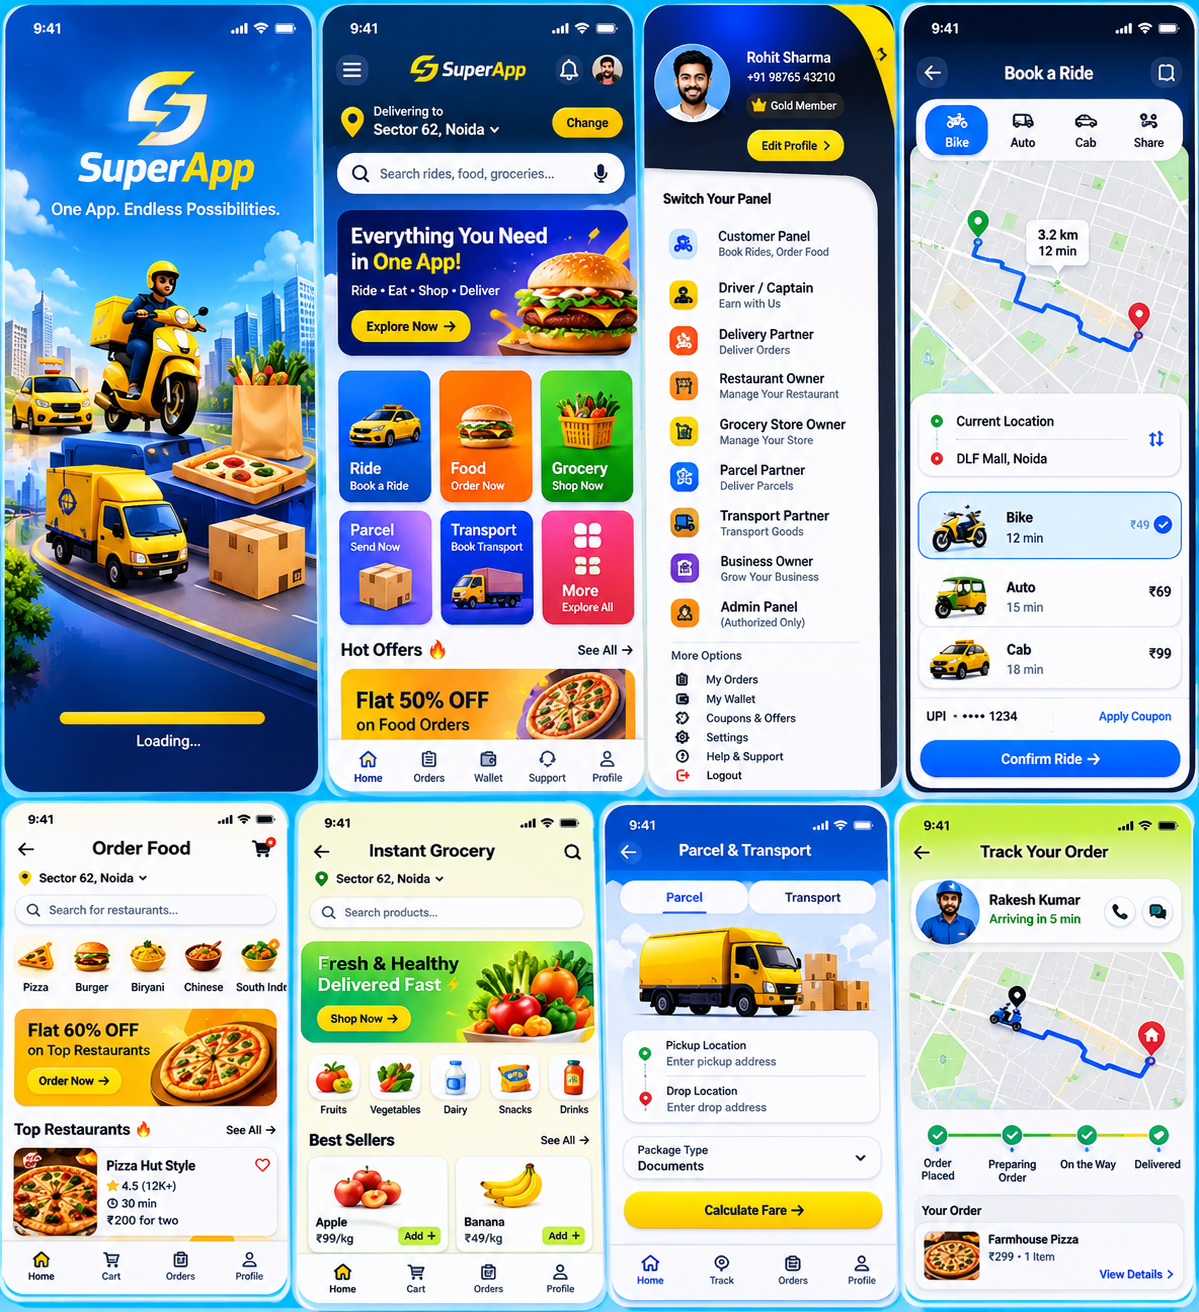 9:41
SuperApp
One App. Endless Possibilities.
Loading...
9:41
SuperApp
Delivering to
Sector 62, Noida
Change
Search rides, food, groceries...
Everything You Need
in One App!
Ride • Eat • Shop • Deliver
Explore Now →
Ride
Book a Ride
Food
Order Now
Grocery
Shop Now
Parcel
Send Now
Transport
Book Transport
More
Explore All
Hot Offers
See All →
Flat 50% OFF
on Food Orders
Home
Orders
Wallet
Support
Profile
Rohit Sharma
+91 98765 43210
Gold Member
Edit Profile >
Switch Your Panel
Customer Panel
Book Rides, Order Food
Driver / Captain
Earn with Us
Delivery Partner
Deliver Orders
Restaurant Owner
Manage Your Restaurant
Grocery Store Owner
Manage Your Store
Parcel Partner
Deliver Parcels
Transport Partner
Transport Goods
Business Owner
Grow Your Business
Admin Panel
(Authorized Only)
More Options
My Orders
My Wallet
Coupons & Offers
Settings
Help & Support
Logout
9:41
Book a Ride
Bike
Auto
Cab
Share
3.2 km
12 min
Current Location
DLF Mall, Noida
Bike
12 min
₹49
Auto
15 min
₹69
Cab
18 min
₹99
UPI • •••• 1234
Apply Coupon
Confirm Ride →
9:41
Order Food
Sector 62, Noida
Search for restaurants...
Pizza
Burger
Biryani
Chinese
South Inde
Flat 60% OFF
on Top Restaurants
Order Now →
Top Restaurants
See All →
Pizza Hut Style
4.5 (12K+)
30 min
₹200 for two
Home
Cart
Orders
Profile
9:41
Instant Grocery
Sector 62, Noida
Search products...
Fresh & Healthy
Delivered Fast
Shop Now →
Fruits
Vegetables
Dairy
Snacks
Drinks
Best Sellers
See All →
Apple
₹99/kg
Add +
Banana
₹49/kg
Add +
Home
Cart
Orders
Profile
9:41
Parcel & Transport
Parcel
Transport
Pickup Location
Enter pickup address
Drop Location
Enter drop address
Package Type
Documents
Calculate Fare →
Home
Track
Orders
Profile
9:41
Track Your Order
Rakesh Kumar
Arriving in 5 min
Order
Placed
Preparing
Order
On the Way
Delivered
Your Order
Farmhouse Pizza
₹299 • 1 Item
View Details >